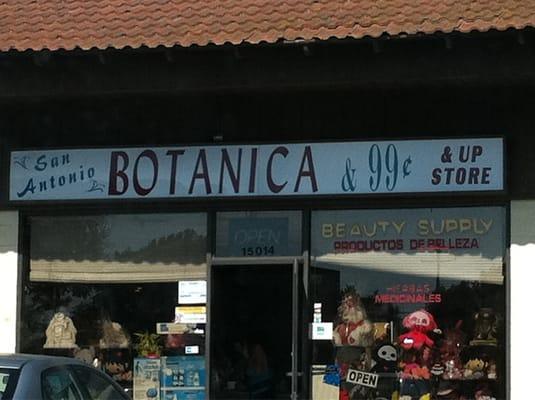 San Antonio BOTANICA & 99¢ & UP STORE
OPEN
15014
BEAUTY SUPPLY
PRODUCTOS DE BELLEZA
HIERBAS
MEDICINALES
OPEN